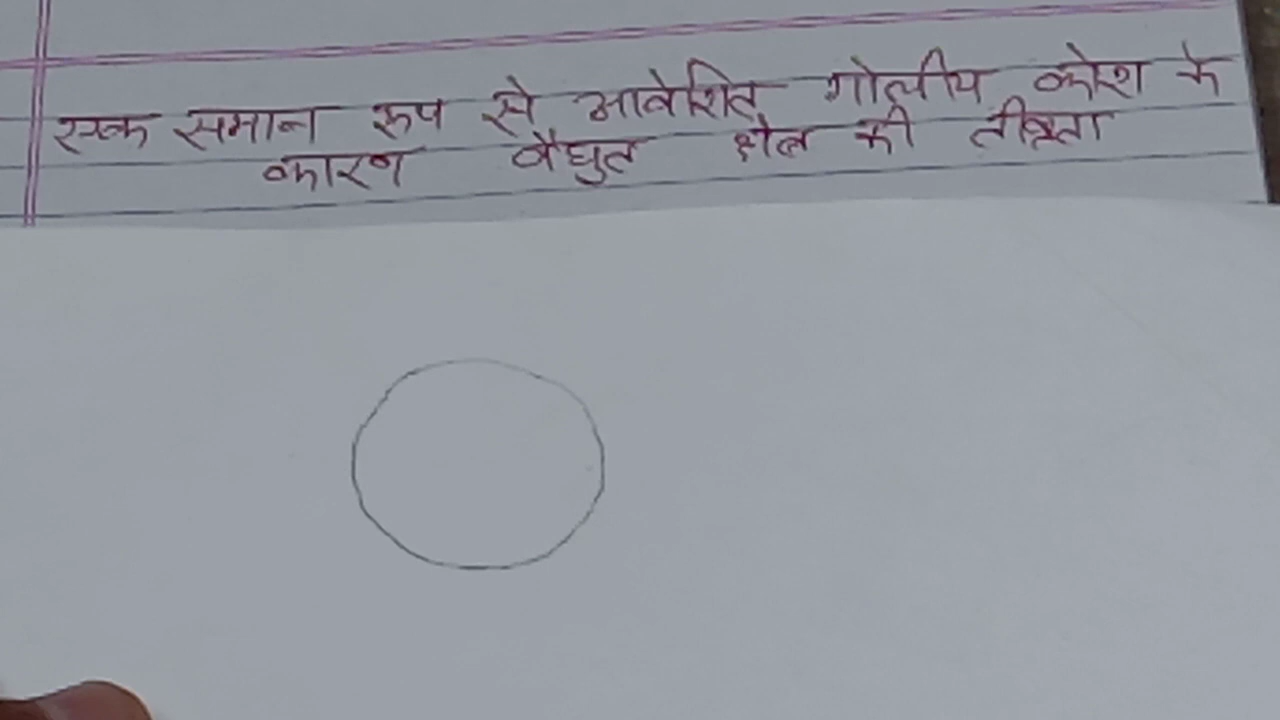 एक समान रूप से आवेशित गोलीय कोश के
कारण वैधुत क्षेत्र की तीव्रता